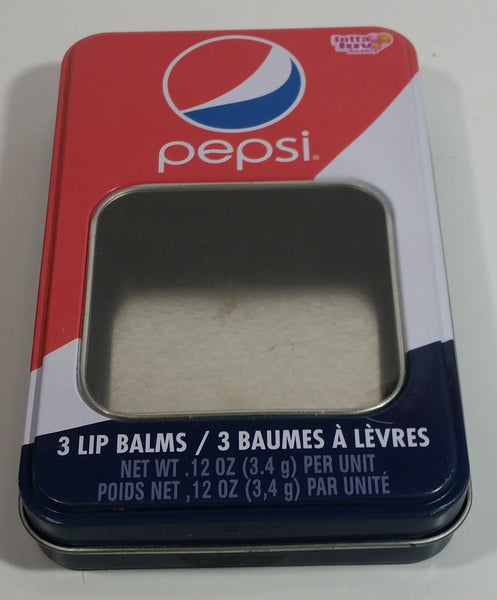 lotta
luv
beauty
pepsi®
3 LIP BALMS / 3 BAUMES À LÈVRES
NET WT .12 OZ (3.4 g) PER UNIT
POIDS NET ,12 OZ (3,4 g) PAR UNITÉ